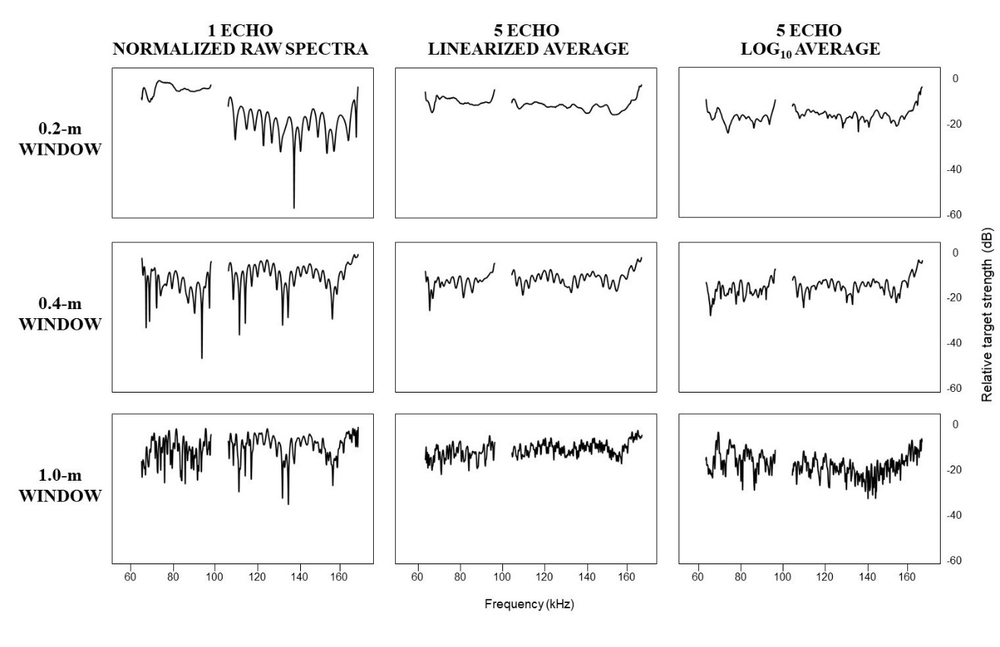 1 ECHO
NORMALIZED RAW SPECTRA
5 ECHO
LINEARIZED AVERAGE
5 ECHO
LOG10 AVERAGE
0.2-m
WINDOW
0
-20
-40
-60
0.4-m
WINDOW
0
-20
-40
-60
1.0-m
WINDOW
0
-20
-40
-60
Relative target strength (dB)
60 80 100 120 140 160
60 80 100 120 140 160
60 80 100 120 140 160
Frequency (kHz)